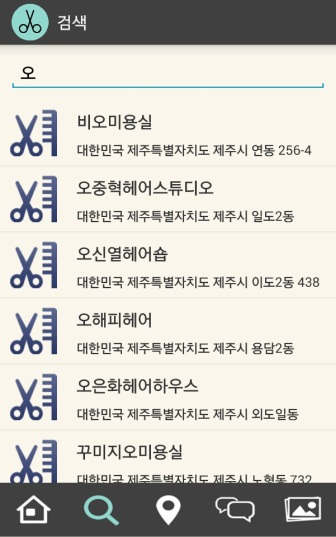 검색
오
비오미용실
대한민국 제주특별자치도 제주시 연동 256-4
오중혁헤어스튜디오
대한민국 제주특별자치도 제주시 일도2동
오신열헤어숍
대한민국 제주특별자치도 제주시 이도2동 438
오해피헤어
대한민국 제주특별자치도 제주시 용담2동
오은화헤어하우스
대한민국 제주특별자치도 제주시 외도일동
꾸미지오미용실
대한민국 제주특별자치도 제주시 노형동 732